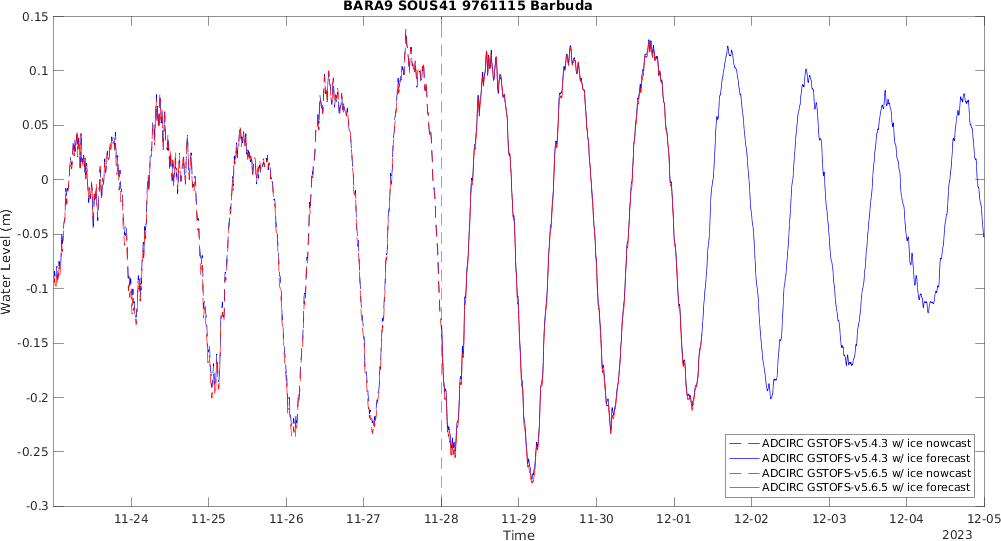 BARA9 SOUS41 9761115 Barbuda
0.15
0.1
0.05
0
-0.05
-0.1
-0.15
-0.2
-0.25
-0.3
Water Level (m)
11-24 11-25 11-26 11-27 11-28 11-29 11-30 12-01 12-02 12-03 12-04 12-05
Time
2023
ADCIRC GSTOFS-v5.4.3 w/ ice nowcast
ADCIRC GSTOFS-v5.4.3 w/ ice forecast
ADCIRC GSTOFS-v5.6.5 w/ ice nowcast
ADCIRC GSTOFS-v5.6.5 w/ ice forecast